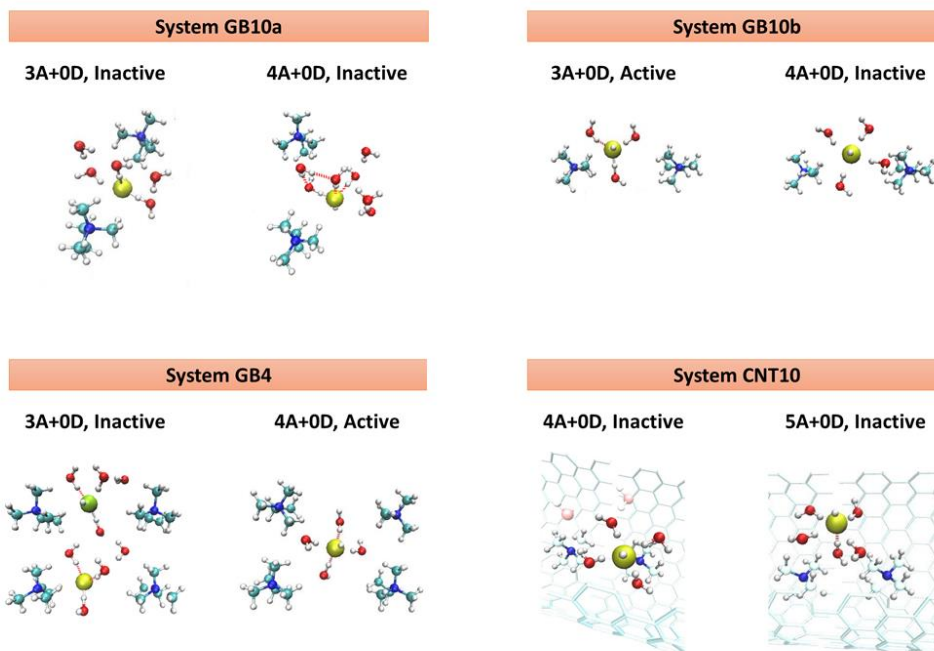 System GB10a
3A+0D, Inactive
4A+0D, Inactive
System GB10b
3A+0D, Active
4A+0D, Inactive
System GB4
3A+0D, Inactive
4A+0D, Active
System CNT10
4A+0D, Inactive
5A+0D, Inactive